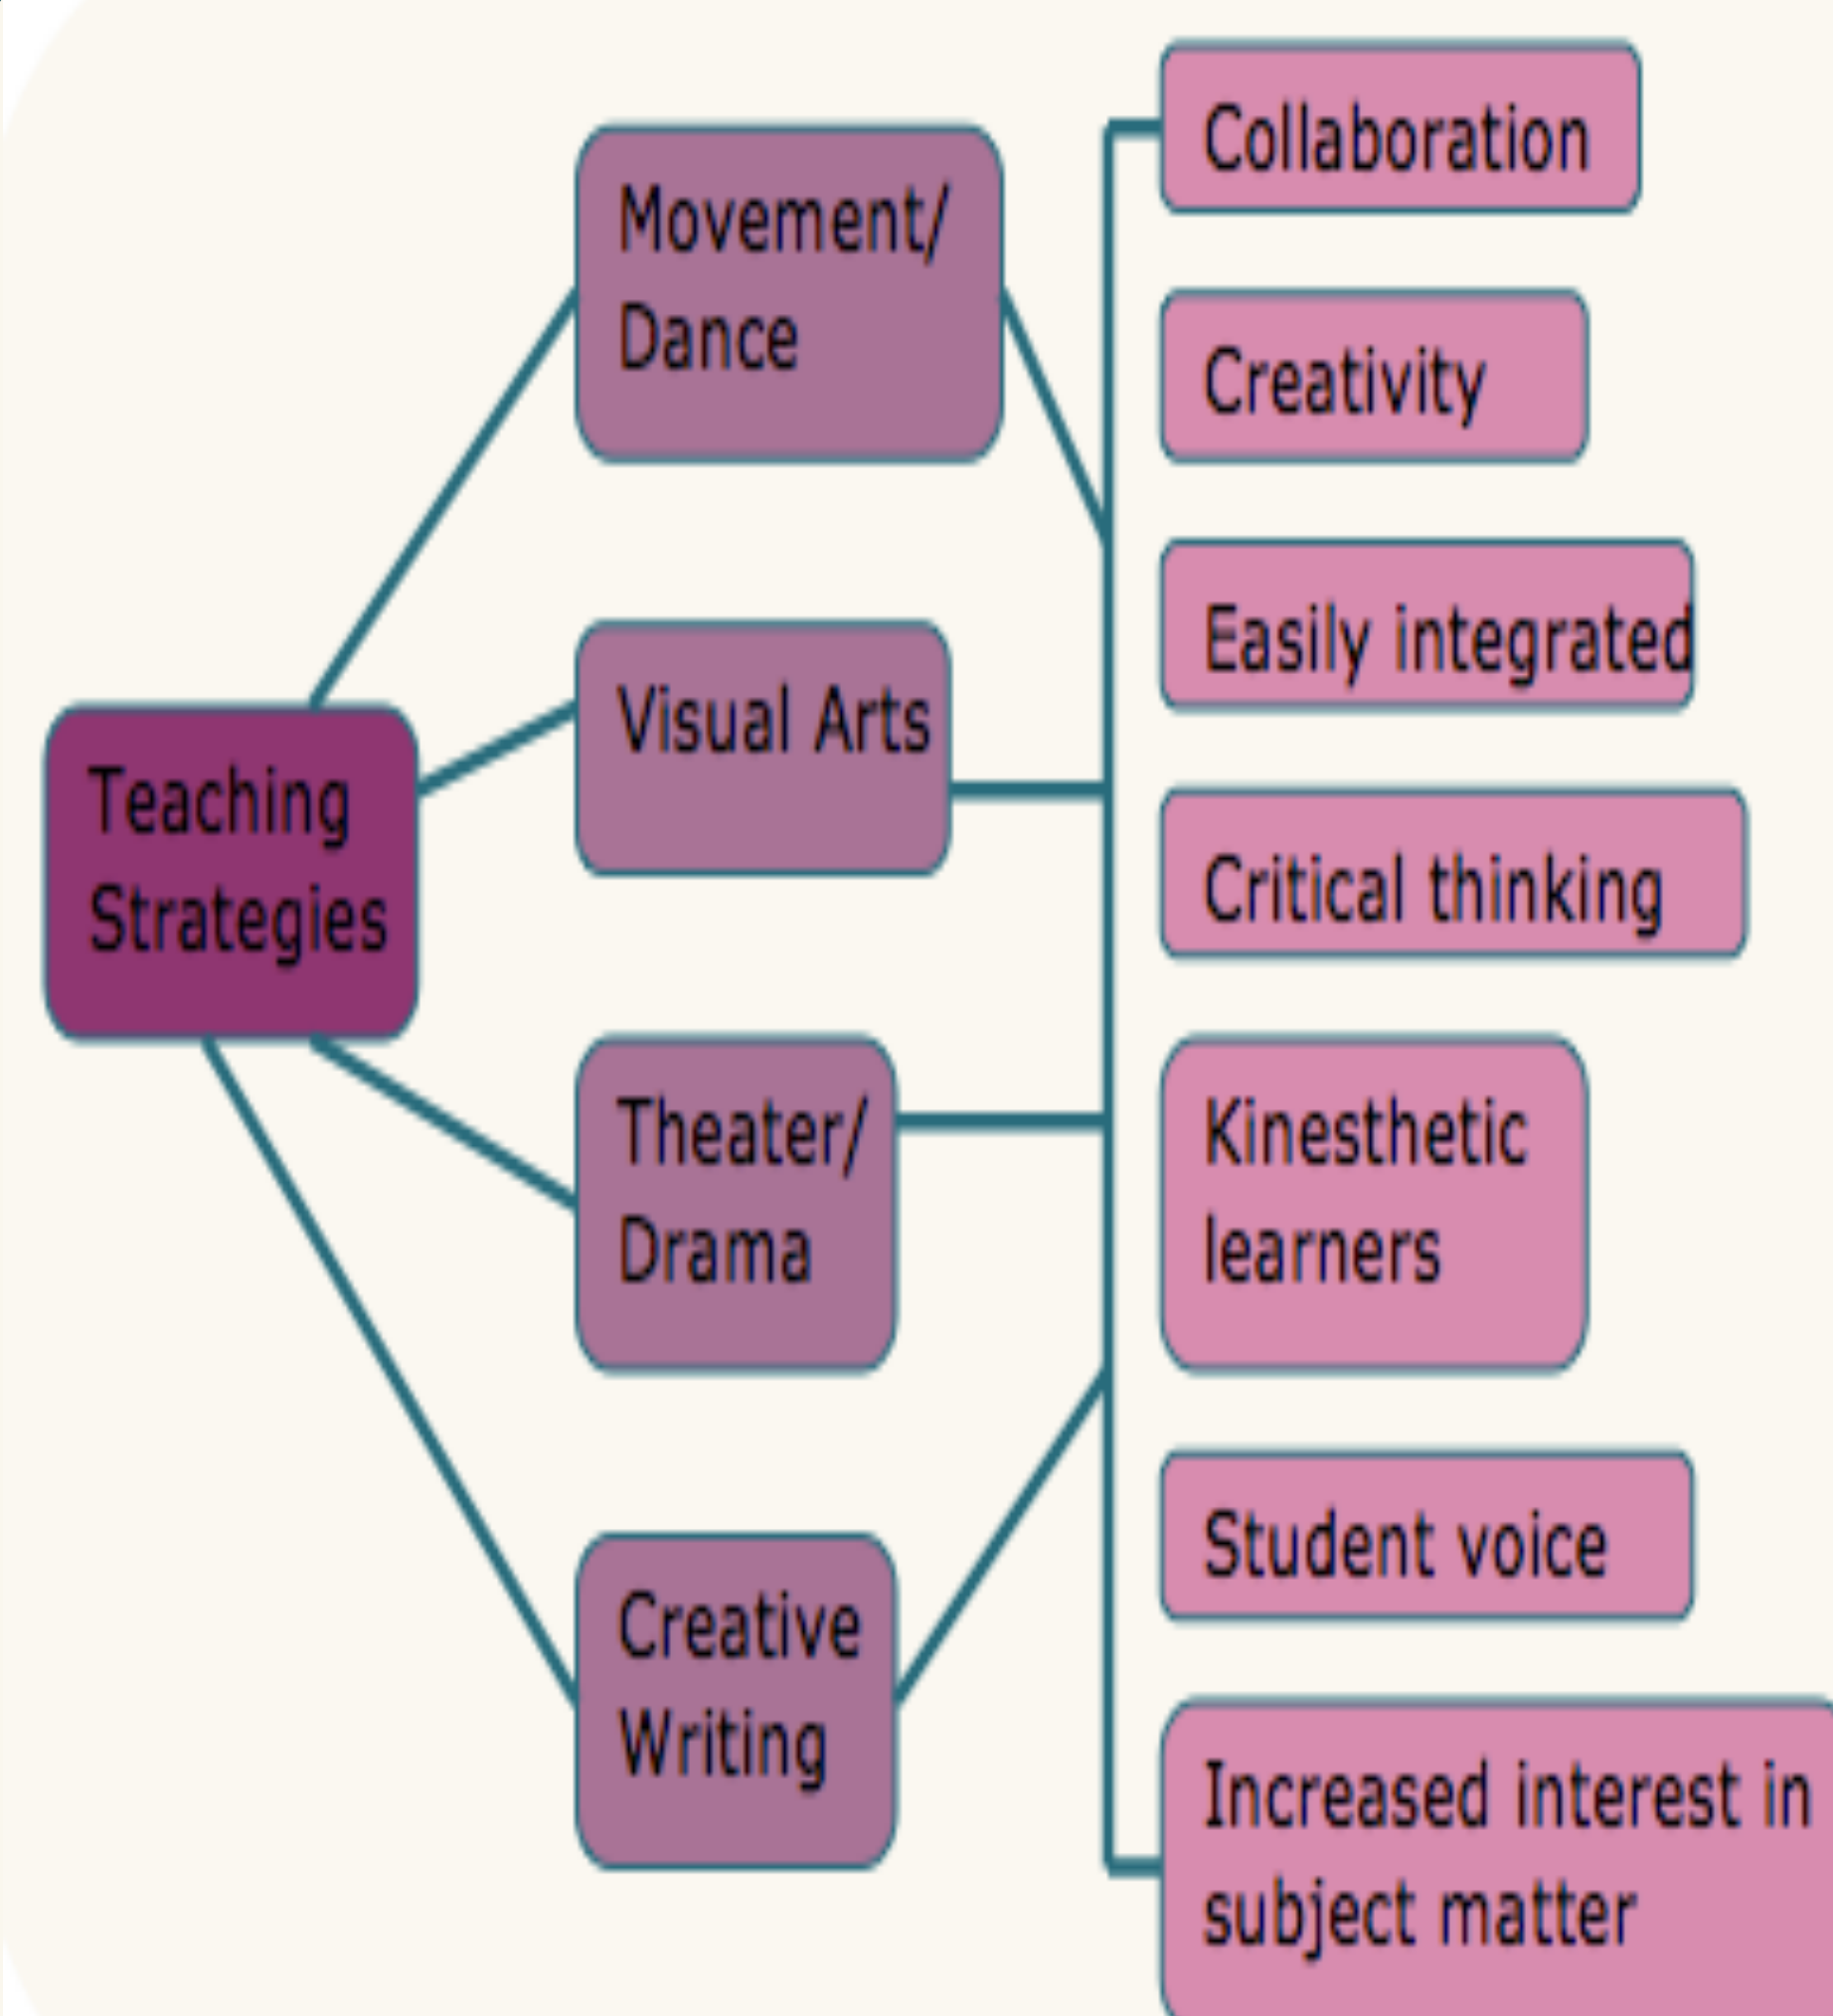 Teaching
Strategies
Movement/
Dance
Visual Arts
Theater/
Drama
Creative
Writing
Collaboration
Creativity
Easily integrated
Critical thinking
Kinesthetic
learners
Student voice
Increased interest in
subject matter